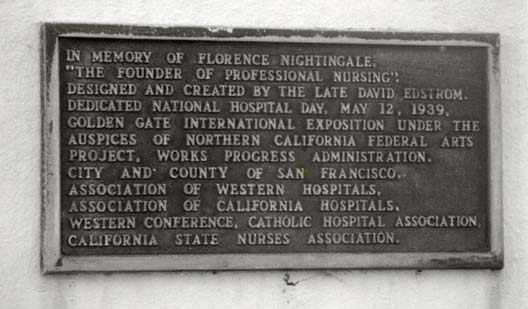 IN MEMORY OF FLORENCE NIGHTINGALE,
"THE FOUNDER OF PROFESSIONAL NURSING":
DESIGNED AND CREATED BY THE LATE DAVID EDSTROM.
DEDICATED NATIONAL HOSPITAL DAY, MAY 12, 1939,
GOLDEN GATE INTERNATIONAL EXPOSITION UNDER THE
AUSPICES OF NORTHERN CALIFORNIA FEDERAL ARTS
PROJECT, WORKS PROGRESS ADMINISTRATION.
CITY AND COUNTY OF SAN FRANCISCO,
ASSOCIATION OF WESTERN HOSPITALS,
ASSOCIATION OF CALIFORNIA HOSPITALS,
WESTERN CONFERENCE, CATHOLIC HOSPITAL ASSOCIATION,
CALIFORNIA STATE NURSES ASSOCIATION.